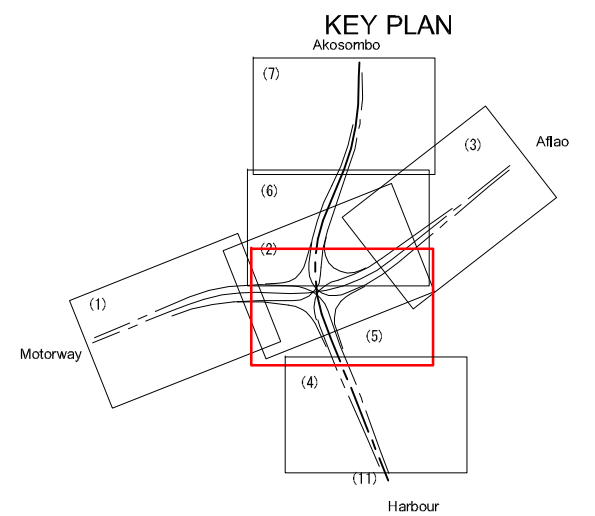 KEY PLAN
Akosombo
(7)
(3)
Aflao
(6)
(2)
(1)
(5)
Motorway
(4)
(11)
Harbour